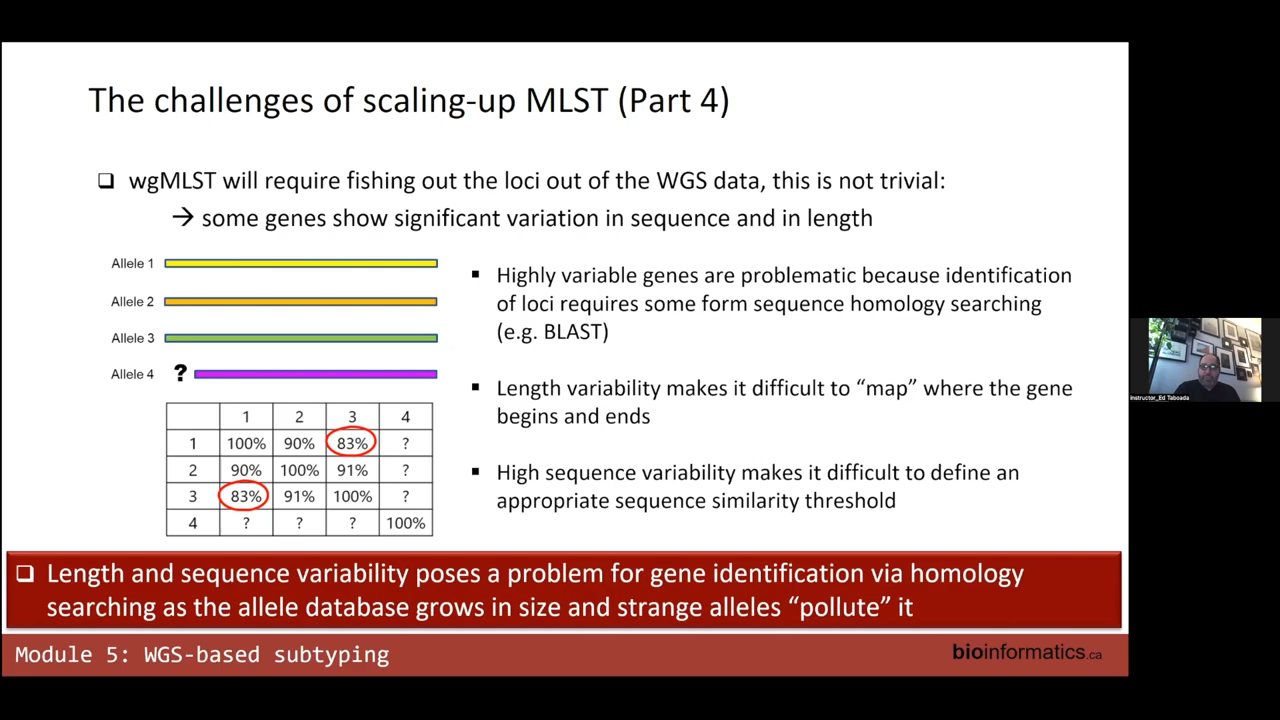 The challenges of scaling-up MLST (Part 4)
wgMLST will require fishing out the loci out of the WGS data, this is not trivial:
→ some genes show significant variation in sequence and in length
Allele 1
Allele 2
Allele 3
Allele 4 ?
1 2 3 4
1 100% 90% 83% ?
2 90% 100% 91% ?
3 83% 91% 100% ?
4 ? ? ? 100%
Highly variable genes are problematic because identification
of loci requires some form sequence homology searching
(e.g. BLAST)
Length variability makes it difficult to “map” where the gene
begins and ends
High sequence variability makes it difficult to define an
appropriate sequence similarity threshold
Length and sequence variability poses a problem for gene identification via homology
searching as the allele database grows in size and strange alleles “pollute” it
Module 5: WGS-based subtyping
bioinformatics.ca
instructor_Ed Taboada